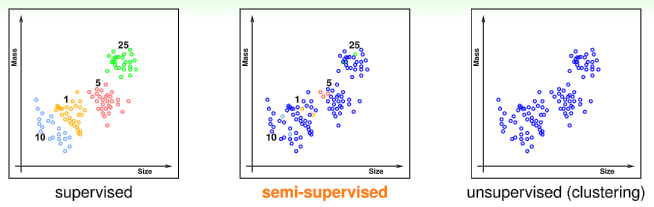 Mass
25
5
1
10
Size
supervised
Mass
25
5
1
10
Size
semi-supervised
Mass
Size
unsupervised (clustering)